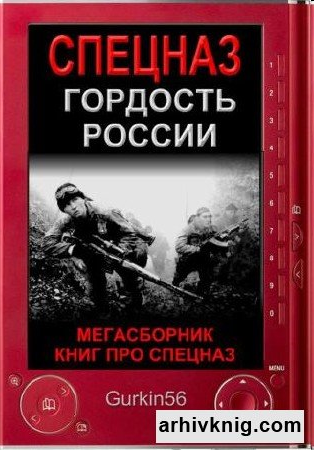 СПЕЦНАЗ
ГОРДОСТЬ
РОССИИ
1
2
3
4
5
6
7
8
9
0
МЕГАСБОРНИК
КНИГ ПРО СПЕЦНАЗ
MENU
Gurkin56
arhivknig.com